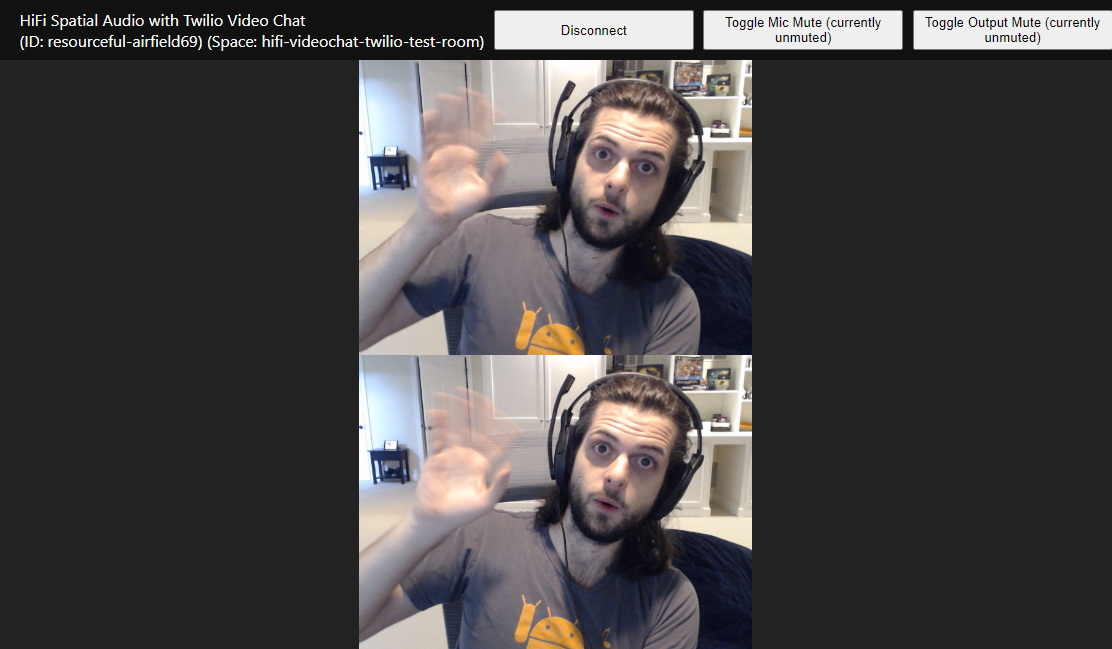 HiFi Spatial Audio with Twilio Video Chat
(ID: resourceful-airfield69) (Space: hifi-videochat-twilio-test-room)
Disconnect
Toggle Mic Mute (currently
unmuted)
Toggle Output Mute (currently
unmuted)